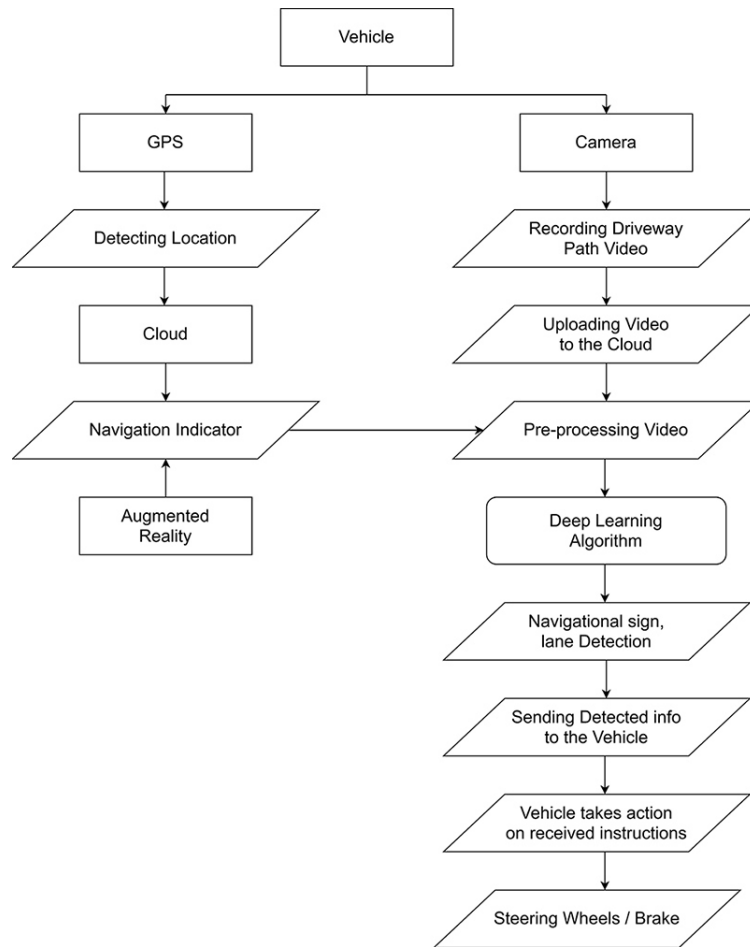 Vehicle
GPS
Camera
Detecting Location
Recording Driveway
Path Video
Cloud
Uploading Video
to the Cloud
Navigation Indicator
Pre-processing Video
Augmented
Reality
Deep Learning
Algorithm
Navigational sign,
lane Detection
Sending Detected info
to the Vehicle
Vehicle takes action
on received instructions
Steering Wheels / Brake